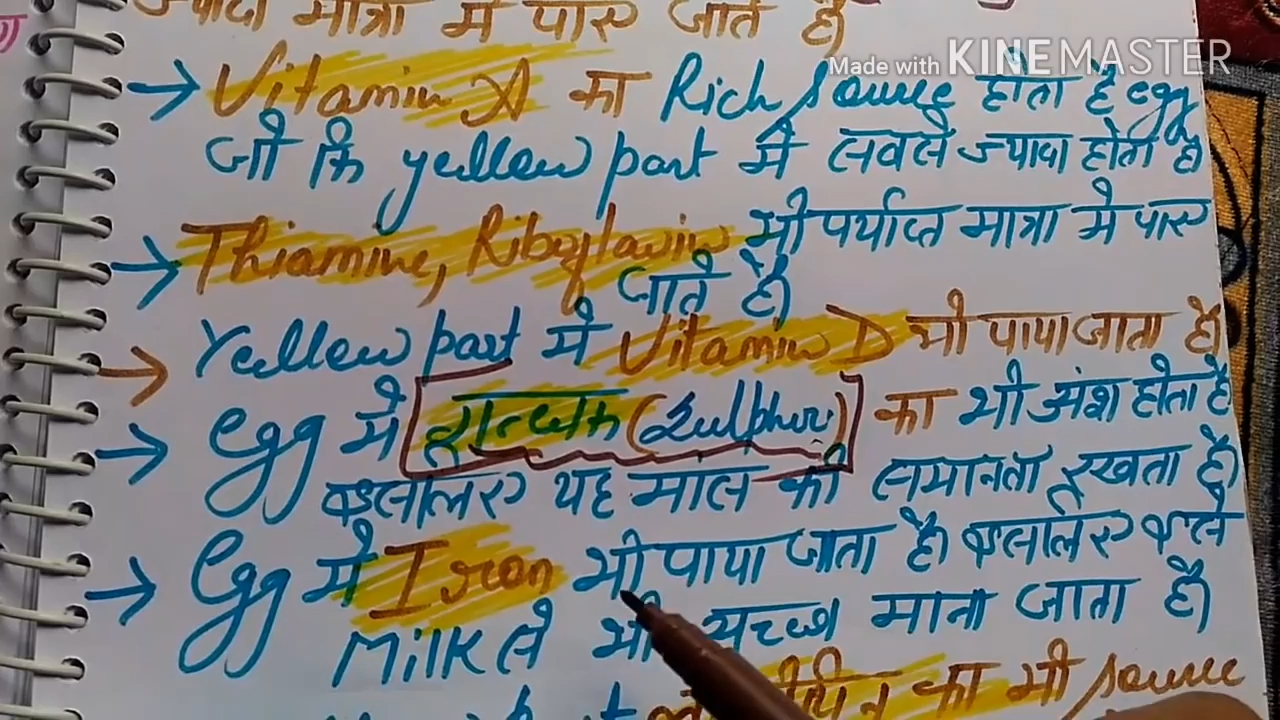 ज्यादा मात्रा मे पाए जाते है
Made with KINEMASTER
→ Vitamin A का Rich source होता है egg
जो कि yellow part मे सबसे ज्यादा होता है
→ Thiamine, Riboflavin भी पर्याप्त मात्रा मे पाए
जाते है।
→ Yellow part मे Vitamin D भी पाया जाता है।
→ Egg मे गन्धक (Sulphur) का भी अंश होता है
इसलिए यह मांस की समानता रखता है।
→ Egg मे Iron भी पाया जाता है। इसलिए इसे
Milk से भी अच्छा माना जाता है।
का भी source